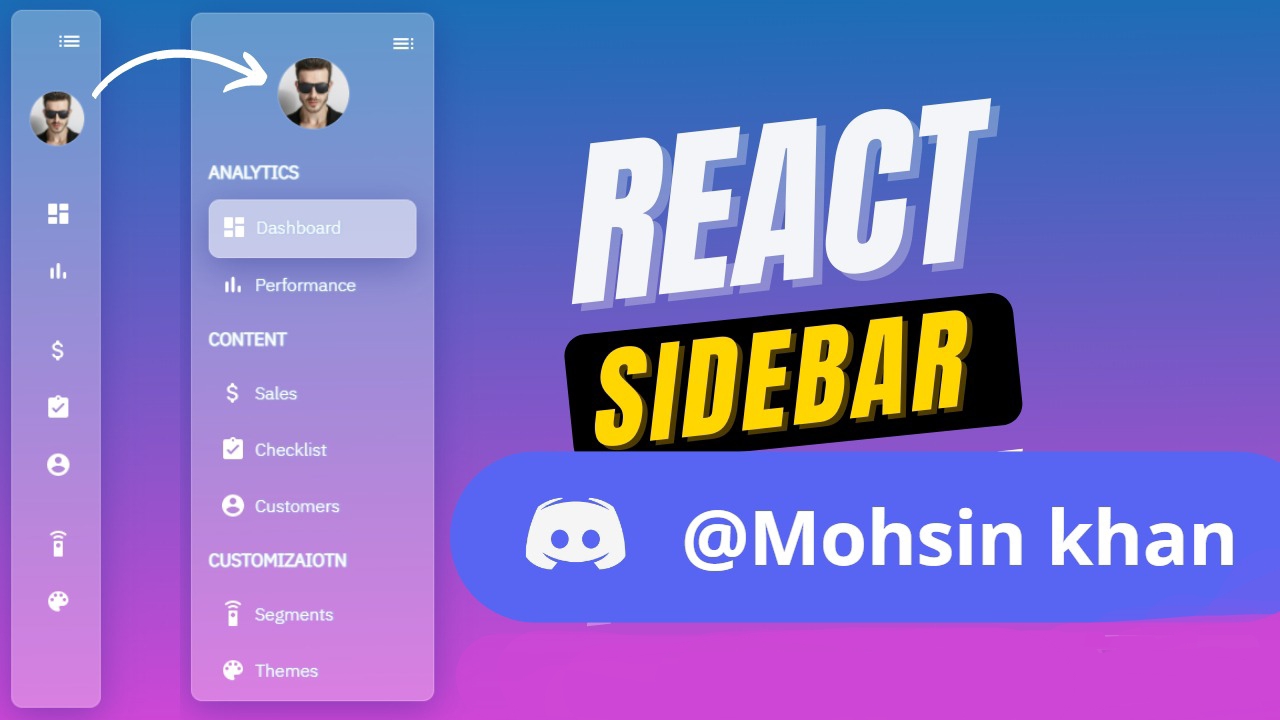 ANALYTICS
Dashboard
Performance
CONTENT
Sales
Checklist
Customers
CUSTOMIZAIOTN
Segments
Themes
REACT
SIDEBAR
@Mohsin khan